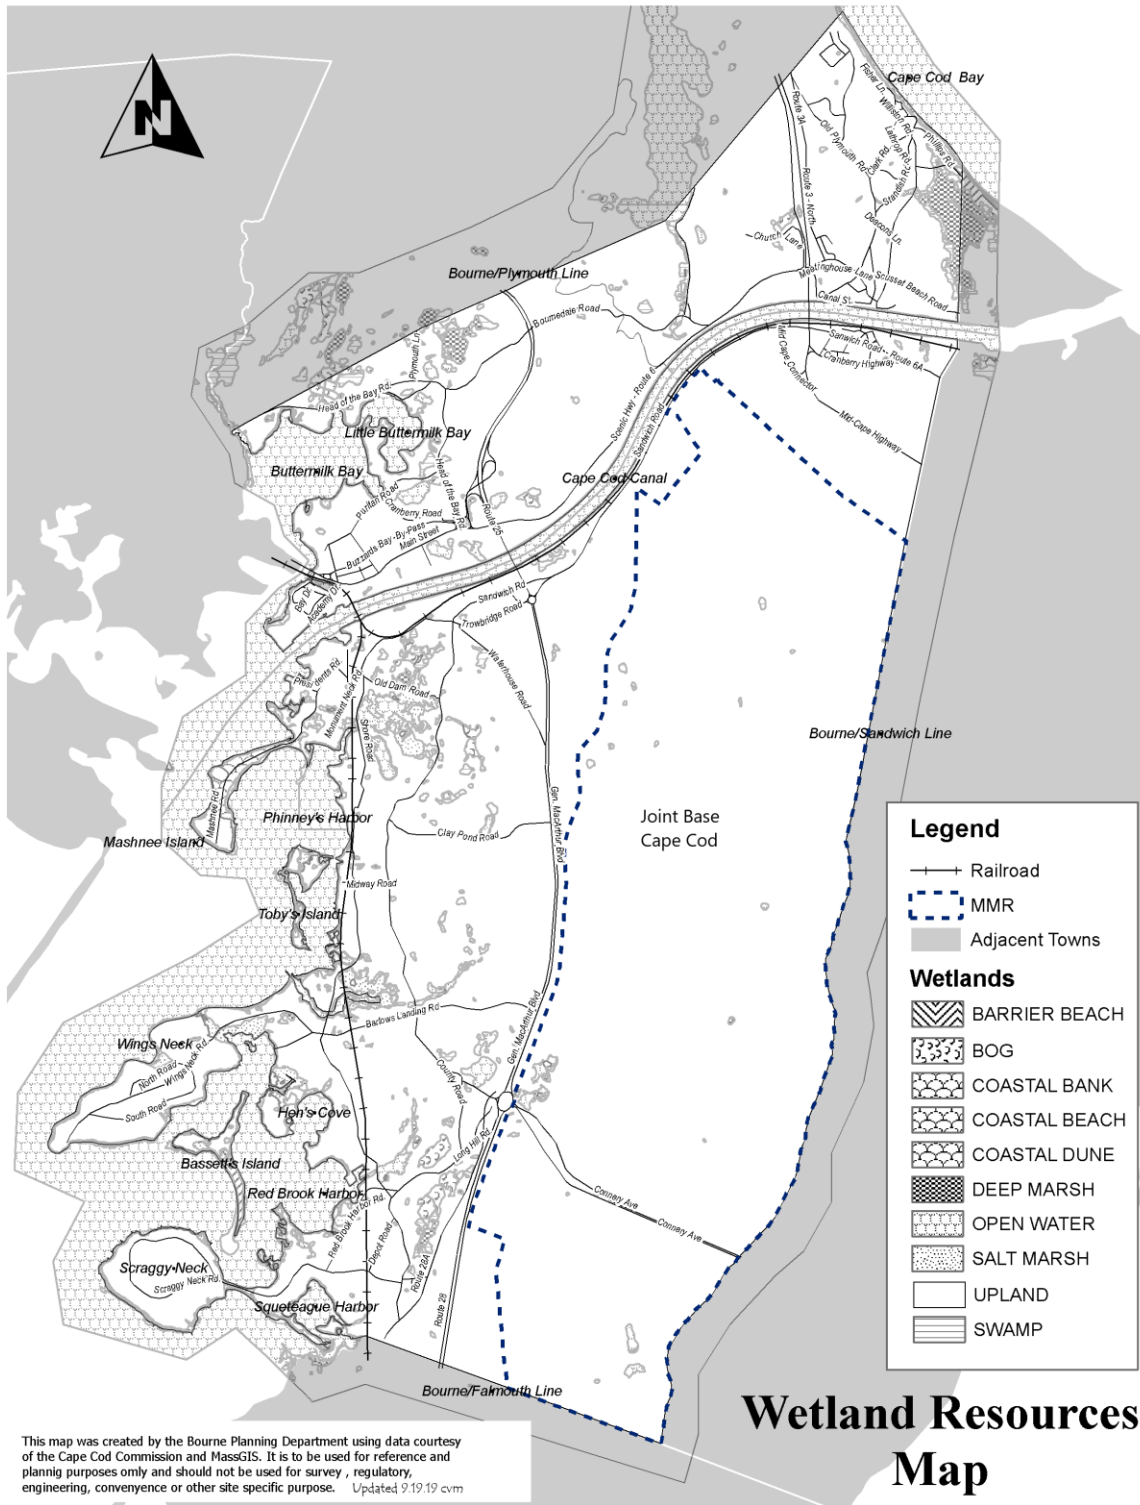 N
Cape Cod Bay
Fisher Ln.
Williston Rd
Phillips Rd
Lathrop Rd
Clark Rd.
Standish Rd
Old Plymouth Rd
Route 3A
Route 3 - North
Deacons Ln.
Church Lane
Meetinghouse Lane
Scusset Beach Road
Canal St.
Bourne/Plymouth Line
Bournedale Road
Plymouth Ln.
Sanwich Road - Route 6A
Cranberry Highway
Mid Cape Connector
Mid-Cape Highway
Head of the Bay Rd.
Little Buttermilk Bay
Buttermilk Bay
Scenic Hwy - Route 6
Sandwich Road
Cape Cod Canal
Head of the Bay Rd
Puritan Road
Cranberry Road
Route 25
Buzzards Bay-By-Pass
Main Street
Bay Dr.
Academy Dr.
Sandwich Rd
Trowbridge Road
Waterhouse Road
Presidents Rd.
Monument Neck Rd.
Old Dam Road
Shore Road
Bourne/Sandwich Line
Mashnee Rd
Mashnee Island
Phinney's Harbor
Gen. MacArthur Blvd
Clay Pond Road
Joint Base
Cape Cod
Midway Road
Toby's Island
Barlows Landing Rd
Gen. MacArthur Blvd
Wings Neck
North Road
Wings Neck Rd.
South Road
County Road
Hen's Cove
Long Hill Rd.
Bassett's Island
Red Brook Harbor
Red Brook Harbor Rd.
Connery Ave
Connery Ave
Depot Road
Route 28A
Scraggy Neck
Scraggy Neck Rd.
Squeteague Harbor
Route 28
Bourne/Falmouth Line
Legend
Railroad
MMR
Adjacent Towns
Wetlands
BARRIER BEACH
BOG
COASTAL BANK
COASTAL BEACH
COASTAL DUNE
DEEP MARSH
OPEN WATER
SALT MARSH
UPLAND
SWAMP
Wetland Resources
Map
This map was created by the Bourne Planning Department using data courtesy
of the Cape Cod Commission and MassGIS. It is to be used for reference and
plannig purposes omly and should not be used for survey , regulatory,
engineering, convenyence or other site specific purpose. Updated 9.19.19 cvm